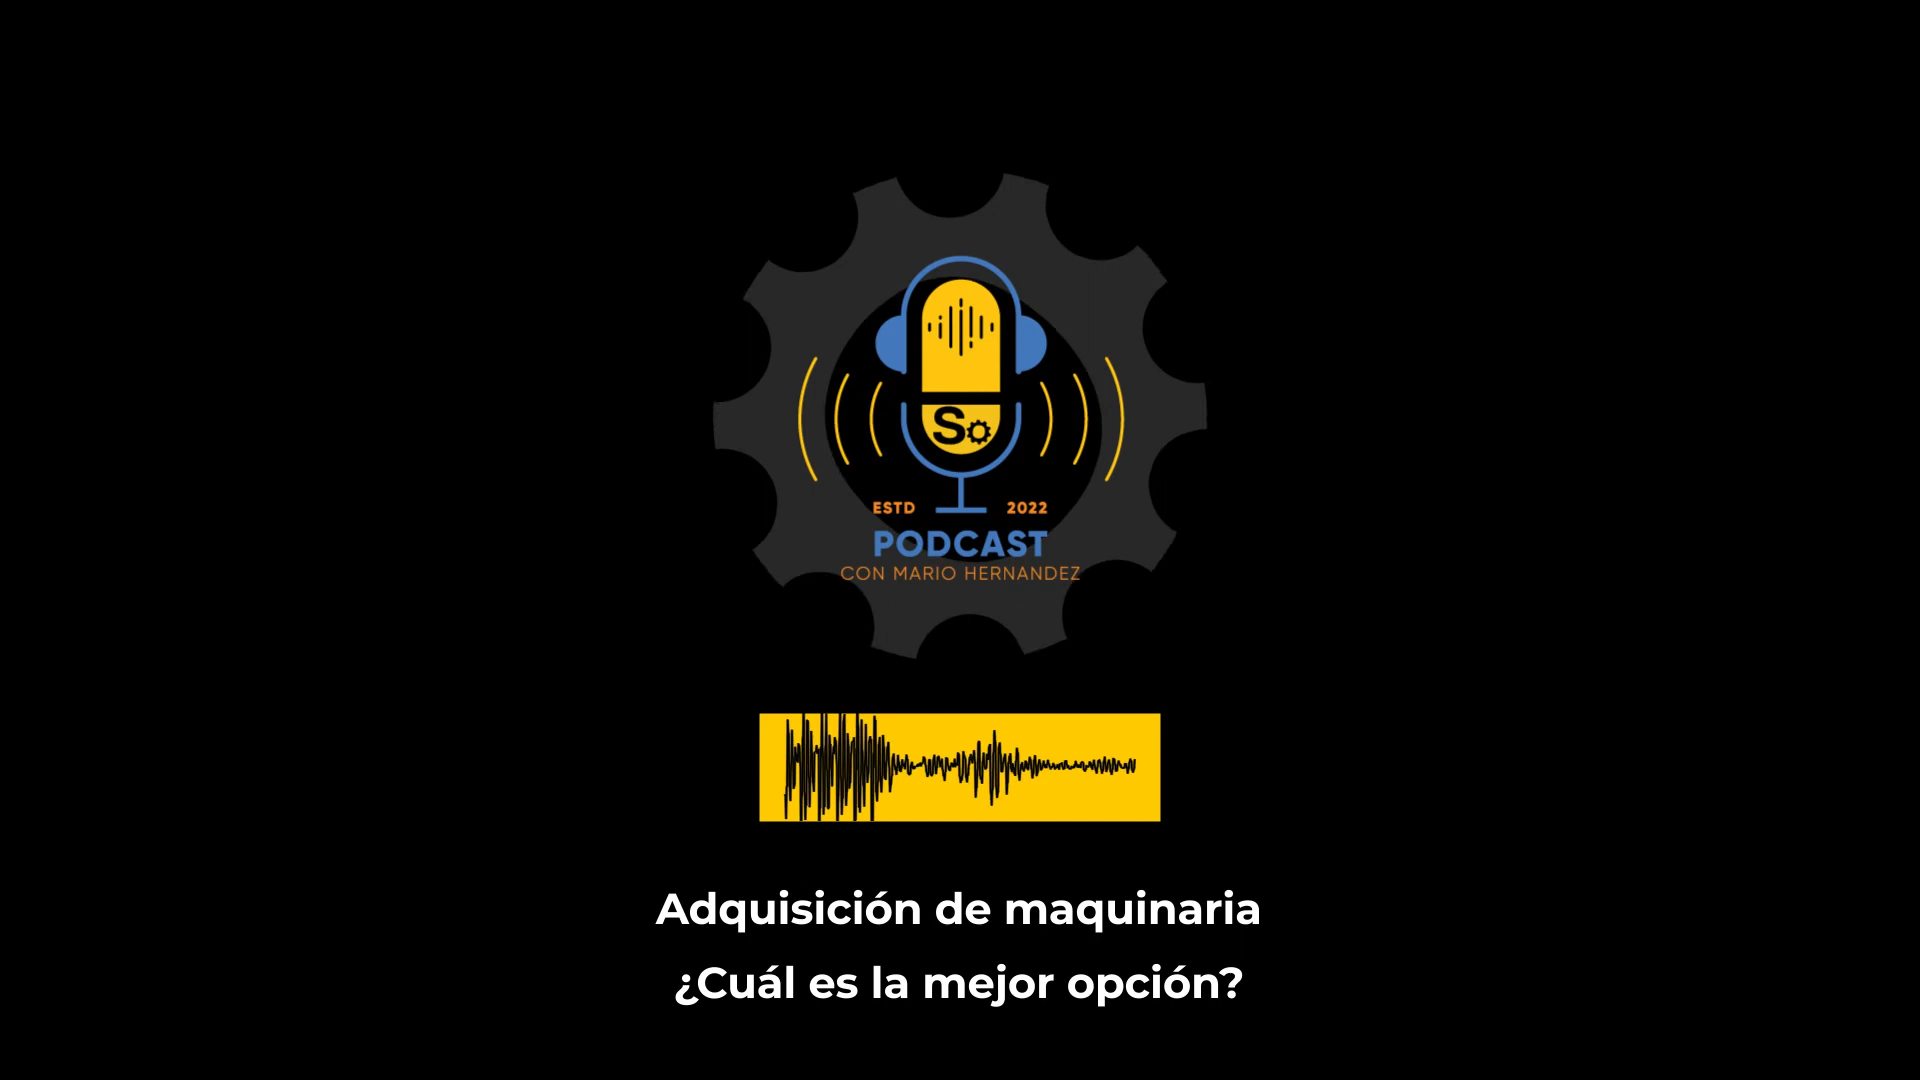 So
ESTD 2022
PODCAST
CON MARIO HERNANDEZ
Adquisición de maquinaria
¿Cuál es la mejor opción?